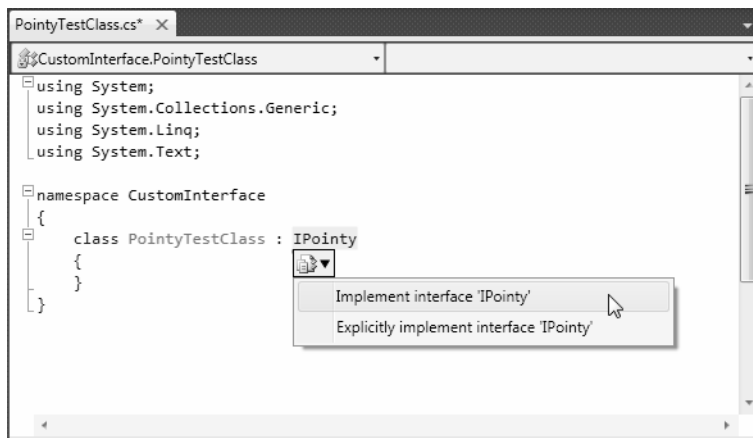 PointyTestClass.cs*
CustomInterface.PointyTestClass
using System;
using System.Collections.Generic;
using System.Linq;
using System.Text;
namespace CustomInterface
{
class PointyTestClass : IPointy
{
}
}
Implement interface 'IPointy'
Explicitly implement interface 'IPointy'